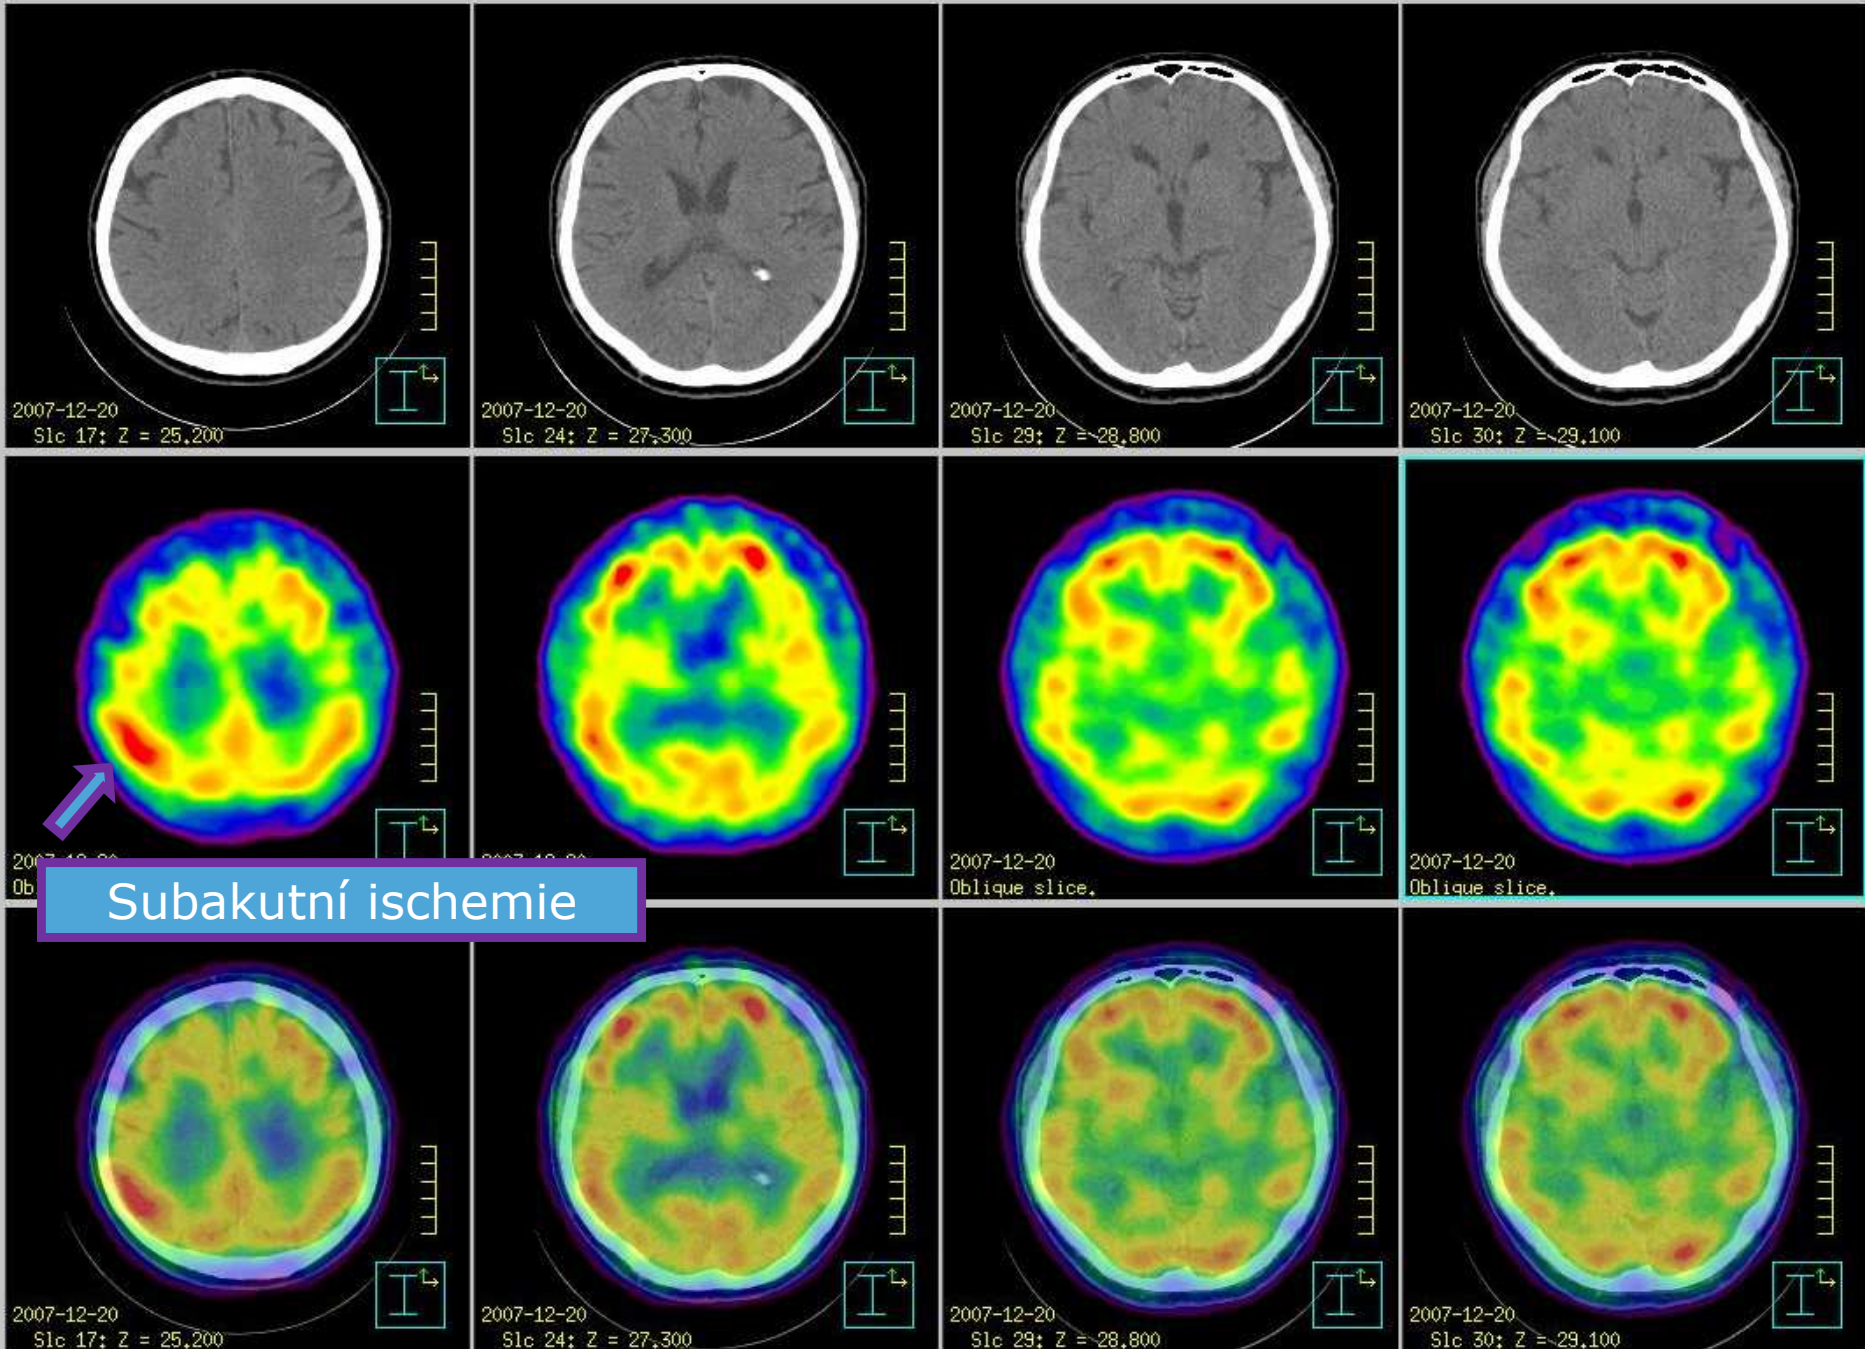 2007-12-20
Slc 17: Z = 25.200
2007-12-20
Slc 24: Z = 27.300
2007-12-20
Slc 29: Z = 28.800
2007-12-20
Slc 30: Z = 29.100
2007-12-20
Oblique slice.
2007-12-20
Oblique slice.
Subakutní ischemie
2007-12-20
Slc 17: Z = 25.200
2007-12-20
Slc 24: Z = 27.300
2007-12-20
Slc 29: Z = 28.800
2007-12-20
Slc 30: Z = 29.100